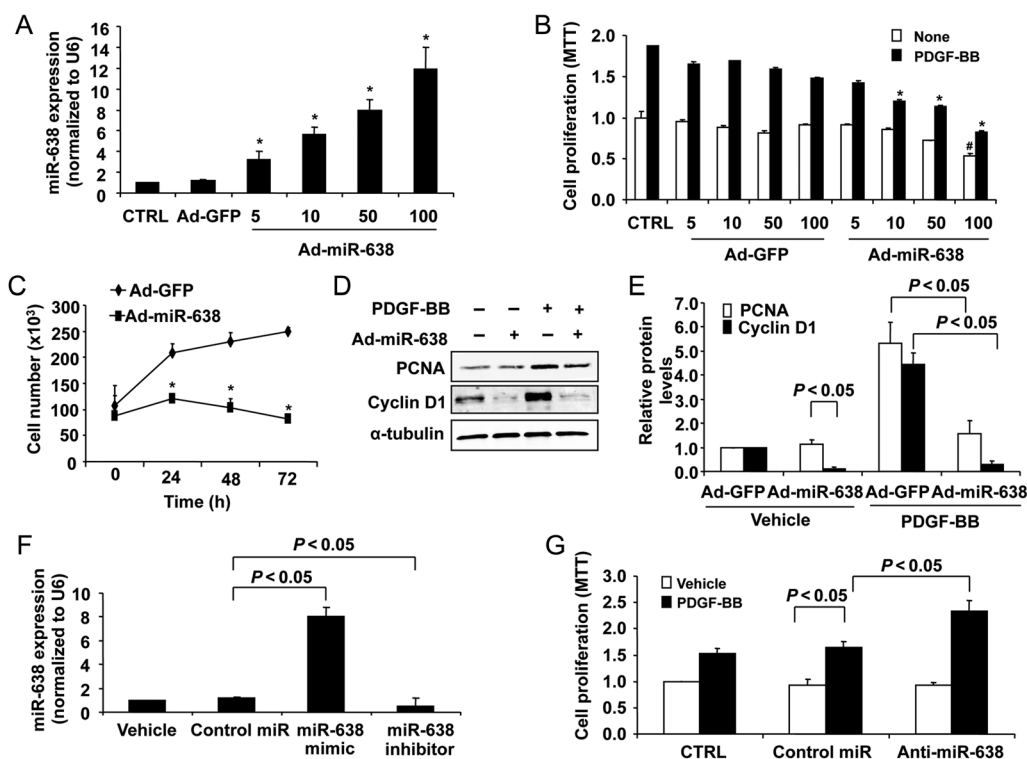 A
miR-638 expression
(normalized to U6)
16
14
12
10
8
6
4
2
0
*
*
*
*
CTRL Ad-GFP 5 10 50 100
Ad-miR-638
B
Cell proliferation (MTT)
2.0
1.5
1.0
0.5
0.0
None
PDGF-BB
*
*
*
#
CTRL 5 10 50 100 5 10 50 100
Ad-GFP Ad-miR-638
C
Ad-GFP
Ad-miR-638
Cell number (x10³)
300
250
200
150
100
50
0
*
*
*
0 24 48 72
Time (h)
D
PDGF-BB – – + +
Ad-miR-638 – + – +
PCNA
Cyclin D1
α-tubulin
E
Relative protein
levels
7.0
6.0
5.0
4.0
3.0
2.0
1.0
0.0
PCNA
Cyclin D1
P < 0.05
P < 0.05
P < 0.05
Ad-GFP Ad-miR-638 Ad-GFP Ad-miR-638
Vehicle PDGF-BB
F
miR-638 expression
(normalized to U6)
10
8
6
4
2
0
P < 0.05
P < 0.05
Vehicle Control miR miR-638 miR-638
mimic inhibitor
G
Cell proliferation (MTT)
3.0
2.5
2.0
1.5
1.0
0.5
0.0
Vehicle
PDGF-BB
P < 0.05
P < 0.05
CTRL Control miR Anti-miR-638